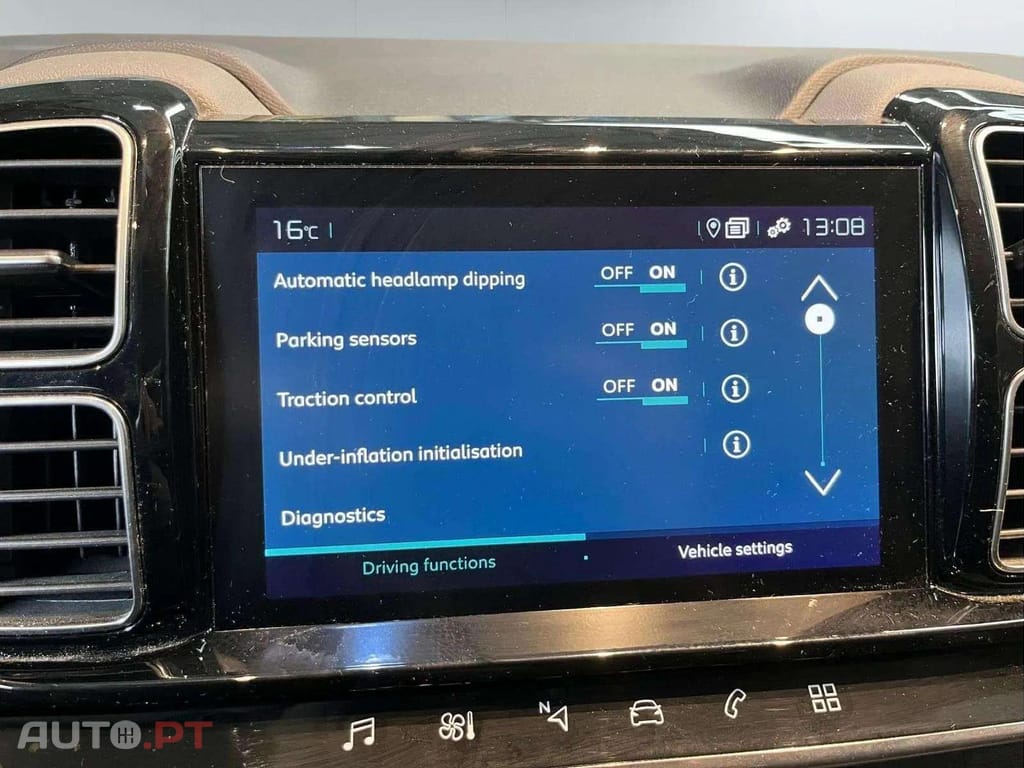 16°C 13:08
Automatic headlamp dipping OFF ON
Parking sensors OFF ON
Traction control OFF ON
Under-inflation initialisation
Diagnostics
Driving functions Vehicle settings
N
AUTO.PT